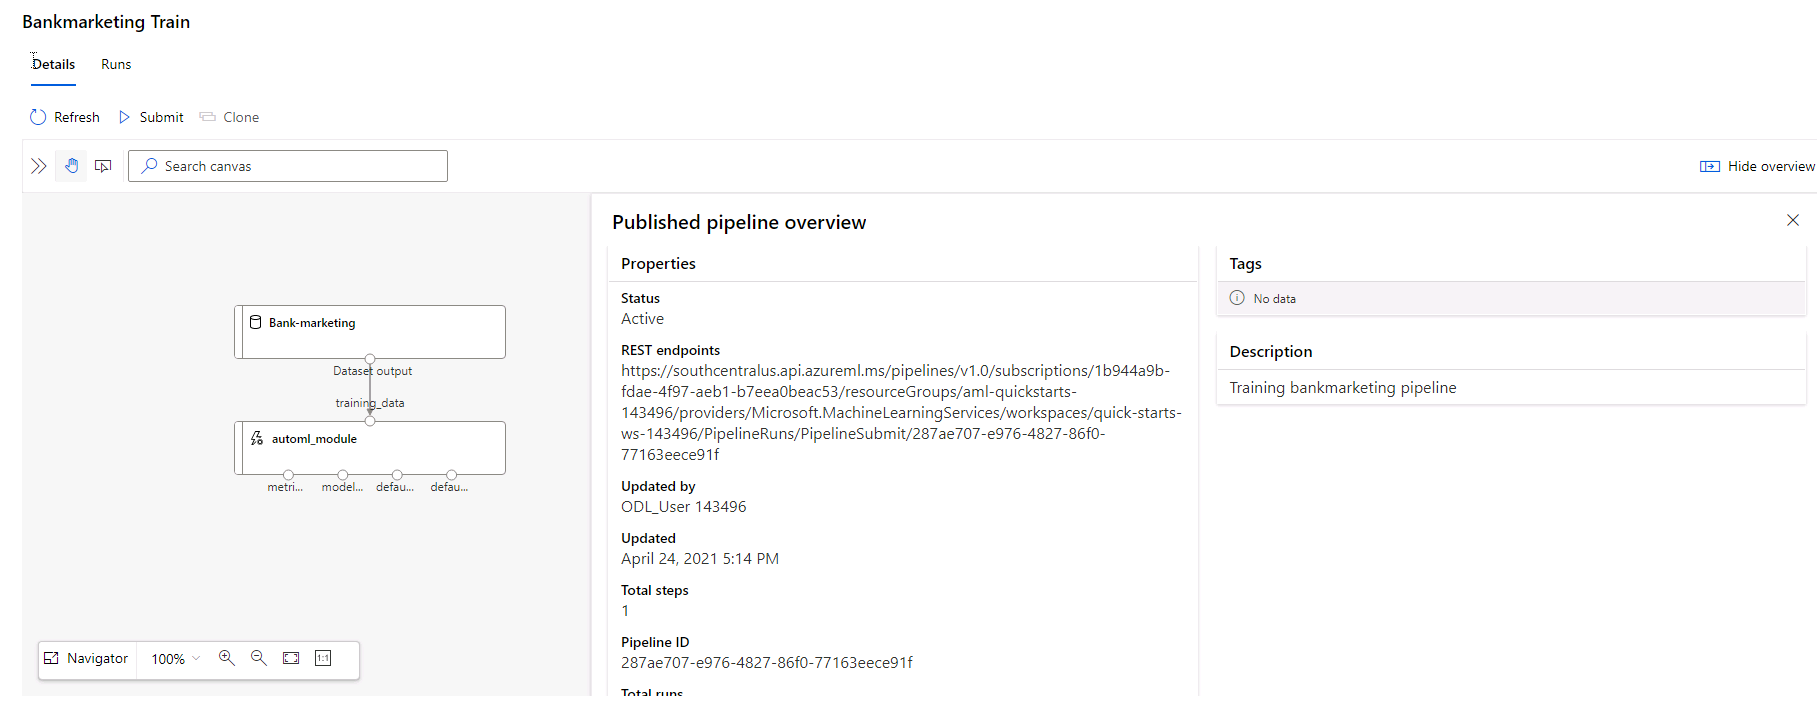 Bankmarketing Train
Details Runs
Refresh Submit Clone
Search canvas Hide overview
Published pipeline overview
Properties
Status
Active
REST endpoints
https://southcentralus.api.azureml.ms/pipelines/v1.0/subscriptions/1b944a9b-
fdae-4f97-aeb1-b7eea0beac53/resourceGroups/aml-quickstarts-
143496/providers/Microsoft.MachineLearningServices/workspaces/quick-starts-
ws-143496/PipelineRuns/PipelineSubmit/287ae707-e976-4827-86f0-
77163eece91f
Updated by
ODL_User 143496
Updated
April 24, 2021 5:14 PM
Total steps
1
Pipeline ID
287ae707-e976-4827-86f0-77163eece91f
Total runs
Tags
No data
Description
Training bankmarketing pipeline
Bank-marketing
Dataset output
training_data
automl_module
metri... model... defau... defau...
Navigator 100% 1:1